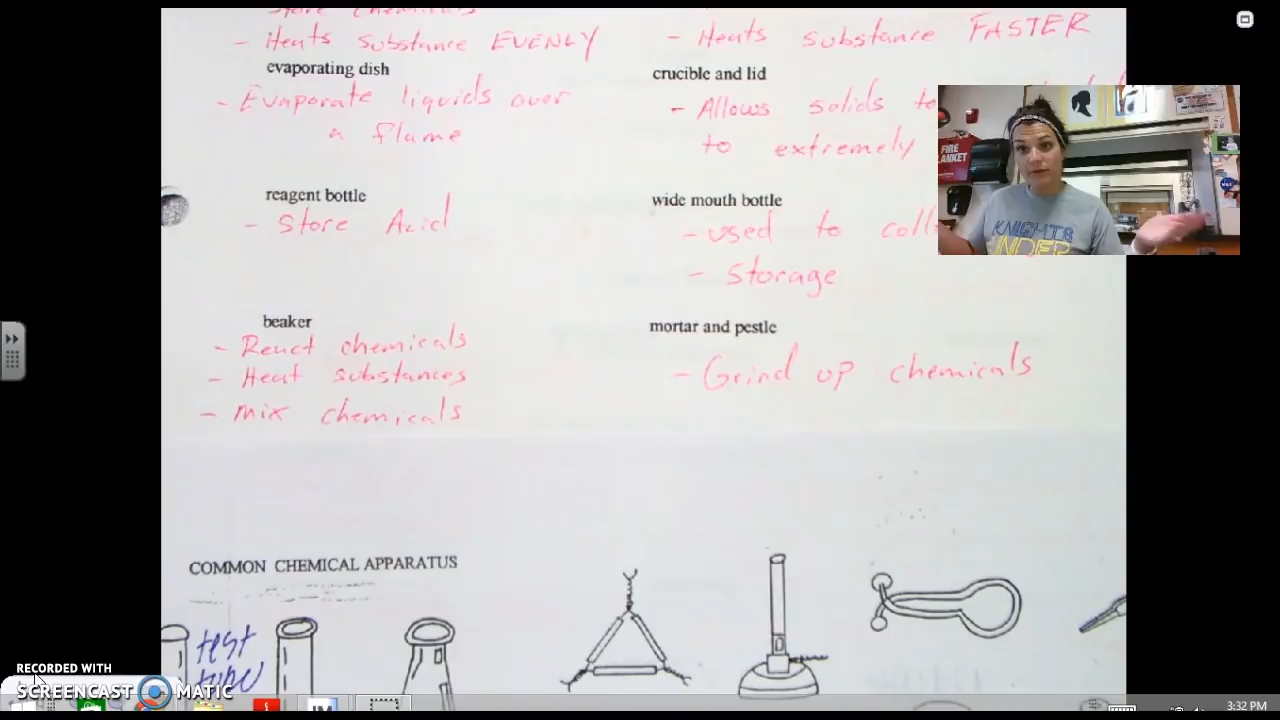 Store Chemicals
- Heats Substance EVENLY
- Heats substance FASTER
evaporating dish
- Evaporate liquids over
a flame
crucible and lid
- Allows solids to
to extremely
FIRE
BLANKET
reagent bottle
- Store Acid
wide mouth bottle
- used to coll
- Storage
KNIGHTS
UNDER
beaker
- React chemicals
- Heat substances
- mix chemicals
mortar and pestle
- Grind up chemicals
COMMON CHEMICAL APPARATUS
test
tube
RECORDED WITH
SCREENCAST MATIC
3:32 PM